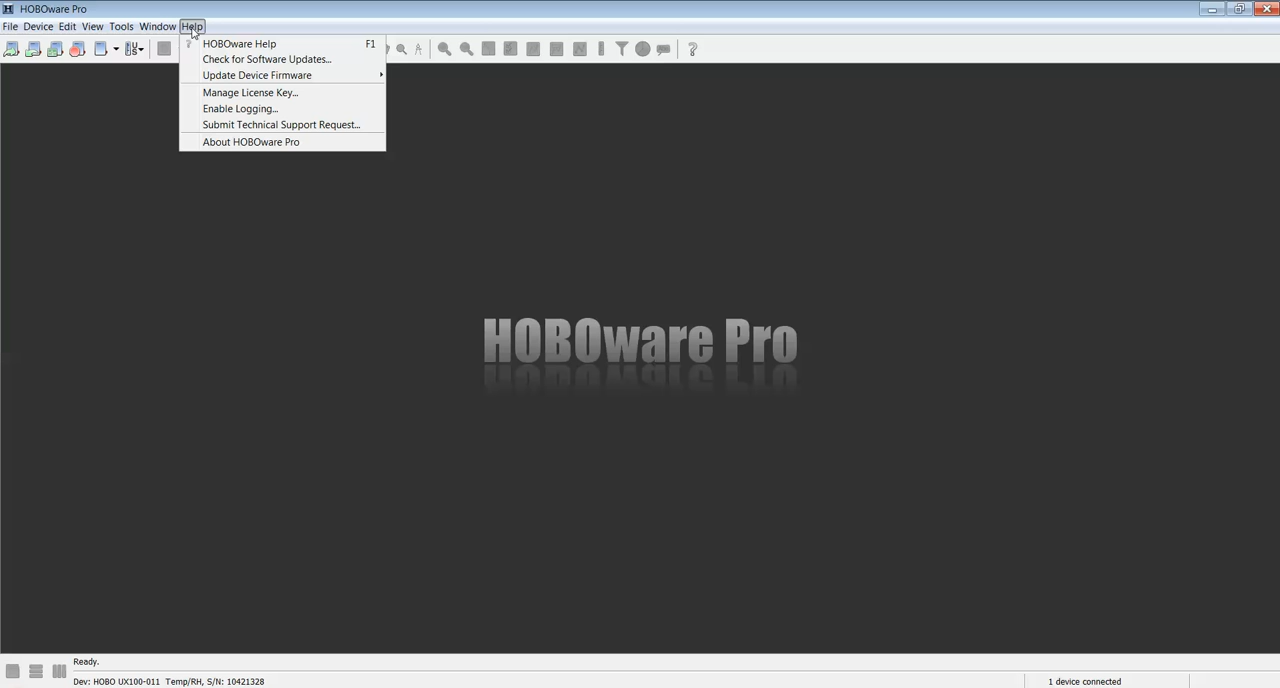 HOBOware Pro
File Device Edit View Tools Window Help
HOBOware Help F1
Check for Software Updates...
Update Device Firmware
Manage License Key...
Enable Logging...
Submit Technical Support Request...
About HOBOware Pro
HOBOware Pro
Ready.
Dev: HOBO UX100-011 Temp/RH, S/N: 10421328
1 device connected